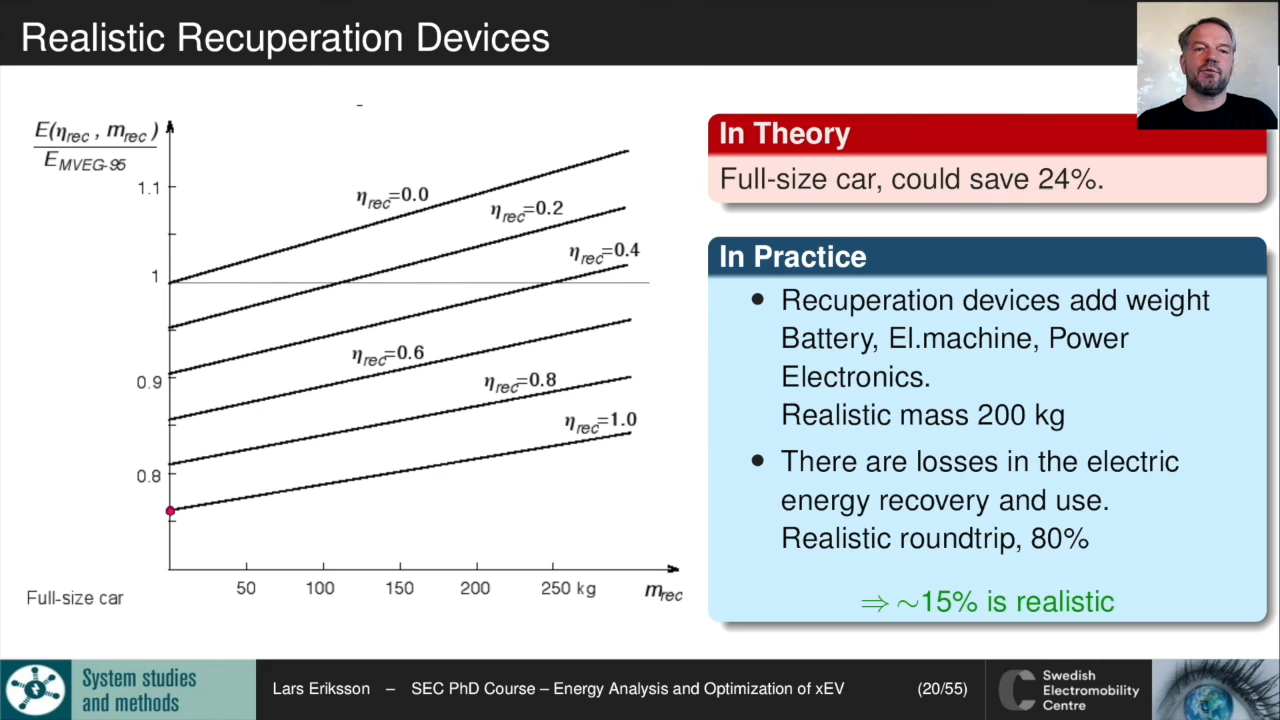 Realistic Recuperation Devices
E(ηrec , mrec )
EMVEG-95
1.1
1
0.9
0.8
ηrec=0.0
ηrec=0.2
ηrec=0.4
ηrec=0.6
ηrec=0.8
ηrec=1.0
50
100
150
200
250 kg
mrec
Full-size car
In Theory
Full-size car, could save 24%.
In Practice
• Recuperation devices add weight
Battery, El.machine, Power
Electronics.
Realistic mass 200 kg
• There are losses in the electric
energy recovery and use.
Realistic roundtrip, 80%
⇒ ∼15% is realistic
System studies
and methods
Lars Eriksson – SEC PhD Course – Energy Analysis and Optimization of xEV
(20/55)
Swedish
Electromobility
Centre